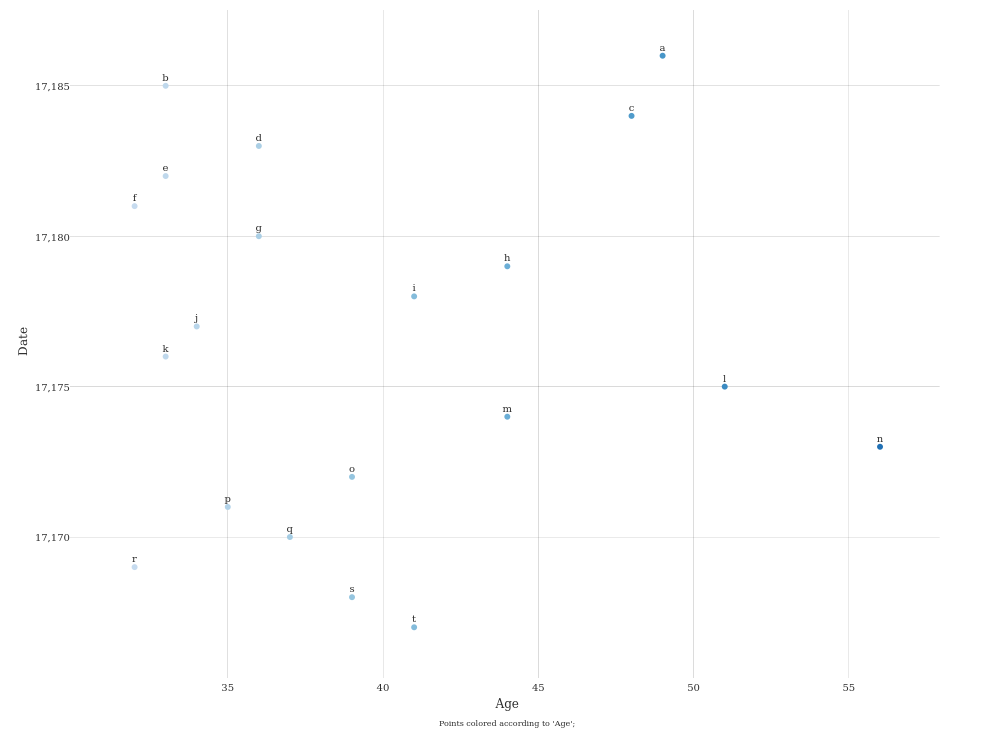 a
b
17,185
c
d
e
f
g
17,180
h
i
j
Date
k
l
17,175
m
n
o
p
q
17,170
r
s
t
35 40 45 50 55
Age
Points colored according to 'Age';